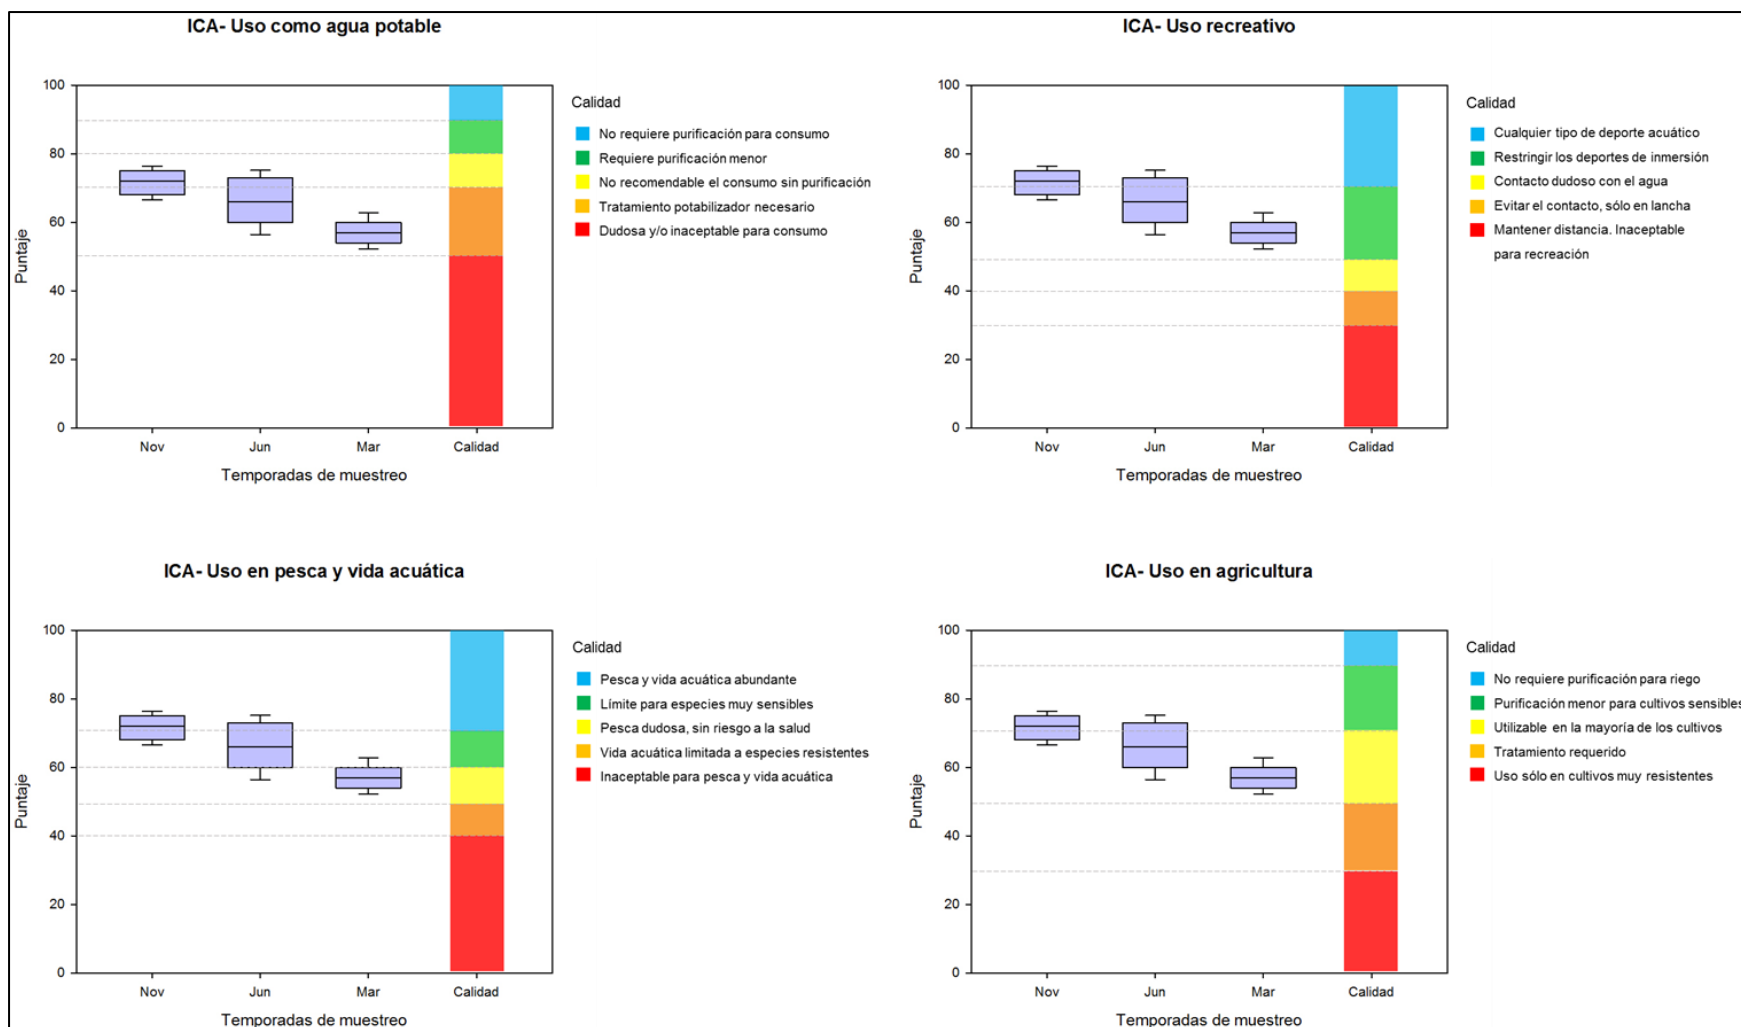 ICA- Uso como agua potable
100
80
60
40
20
0
Puntaje
Nov
Jun
Mar
Calidad
Temporadas de muestreo
Calidad
No requiere purificación para consumo
Requiere purificación menor
No recomendable el consumo sin purificación
Tratamiento potabilizador necesario
Dudosa y/o inaceptable para consumo
ICA- Uso recreativo
100
80
60
40
20
0
Puntaje
Nov
Jun
Mar
Calidad
Temporadas de muestreo
Calidad
Cualquier tipo de deporte acuático
Restringir los deportes de inmersión
Contacto dudoso con el agua
Evitar el contacto, sólo en lancha
Mantener distancia. Inaceptable
para recreación
ICA- Uso en pesca y vida acuática
100
80
60
40
20
0
Puntaje
Nov
Jun
Mar
Calidad
Temporadas de muestreo
Calidad
Pesca y vida acuática abundante
Límite para especies muy sensibles
Pesca dudosa, sin riesgo a la salud
Vida acuática limitada a especies resistentes
Inaceptable para pesca y vida acuática
ICA- Uso en agricultura
100
80
60
40
20
0
Puntaje
Nov
Jun
Mar
Calidad
Temporadas de muestreo
Calidad
No requiere purificación para riego
Purificación menor para cultivos sensibles
Utilizable en la mayoría de los cultivos
Tratamiento requerido
Uso sólo en cultivos muy resistentes